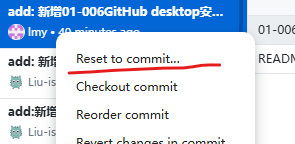 add: 新增01-006GitHub desktop安...
lmy • 40 minutes ago
01-006
READM
add: 新增
Liu-is
add:新增
Liu-is
Reset to commit...
Checkout commit
Reorder commit
Revert changes in commit